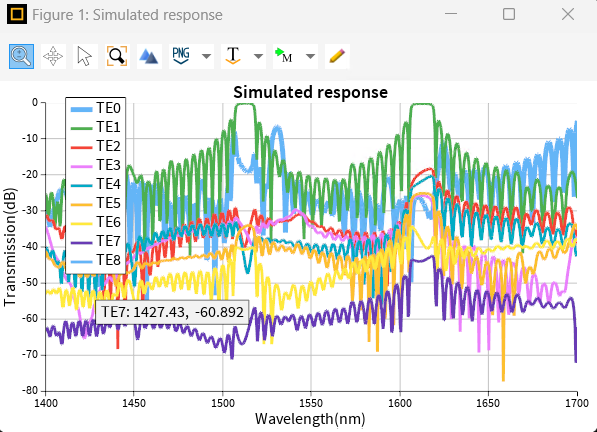 Figure 1: Simulated response
PNG
T
M
Simulated response
TE0
TE1
TE2
TE3
TE4
TE5
TE6
TE7
TE8
TE7: 1427.43, -60.892
Transmission(dB)
0
-10
-20
-30
-40
-50
-60
-70
-80
1400
1450
1500
1550
1600
1650
1700
Wavelength(nm)